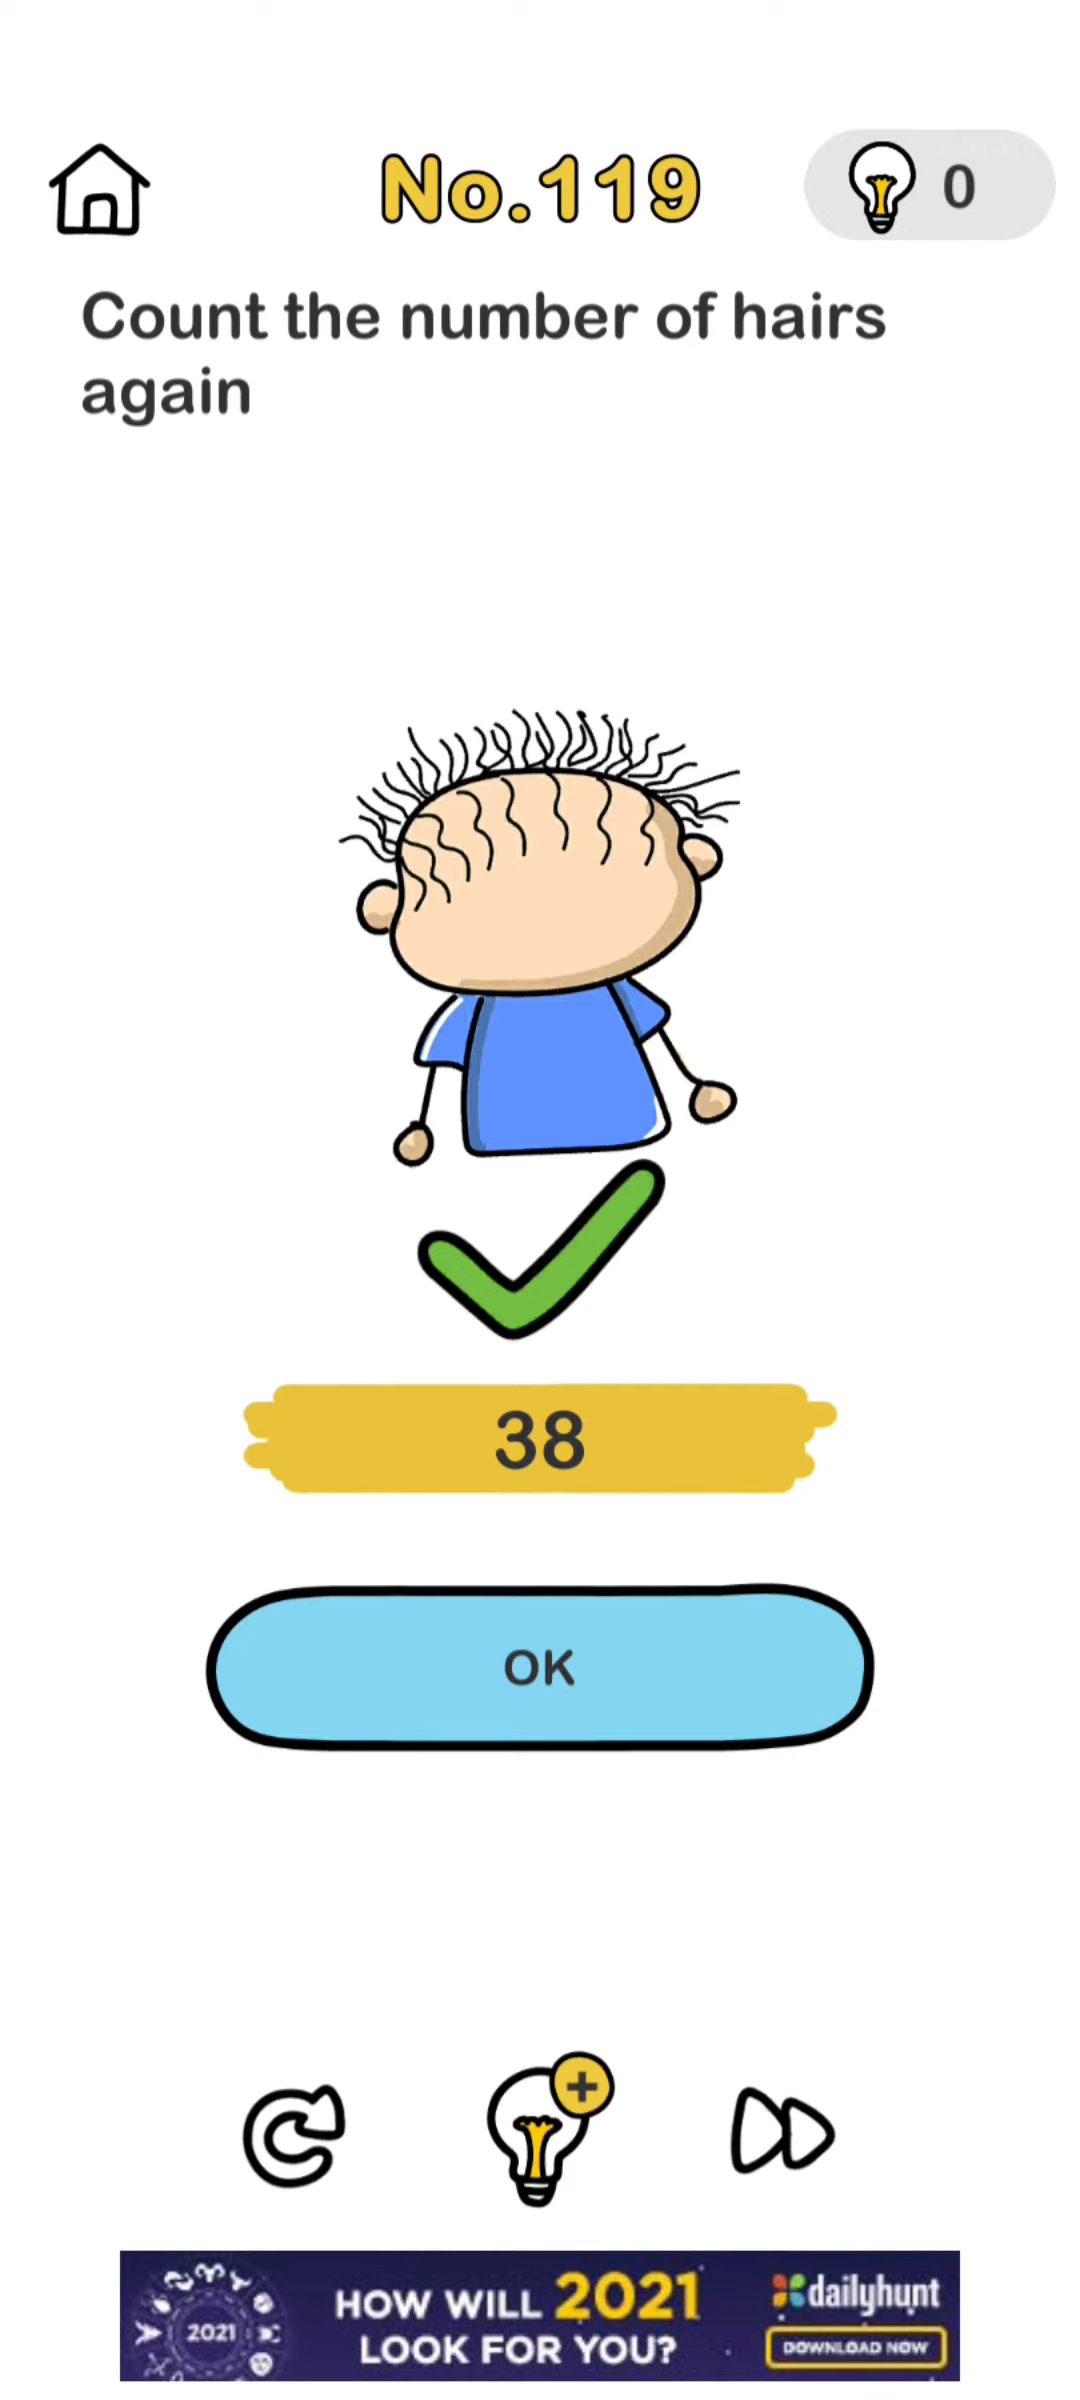 No.119
0
Count the number of hairs
again
38
OK
2021
HOW WILL 2021
LOOK FOR YOU?
dailyhunt
DOWNLOAD NOW